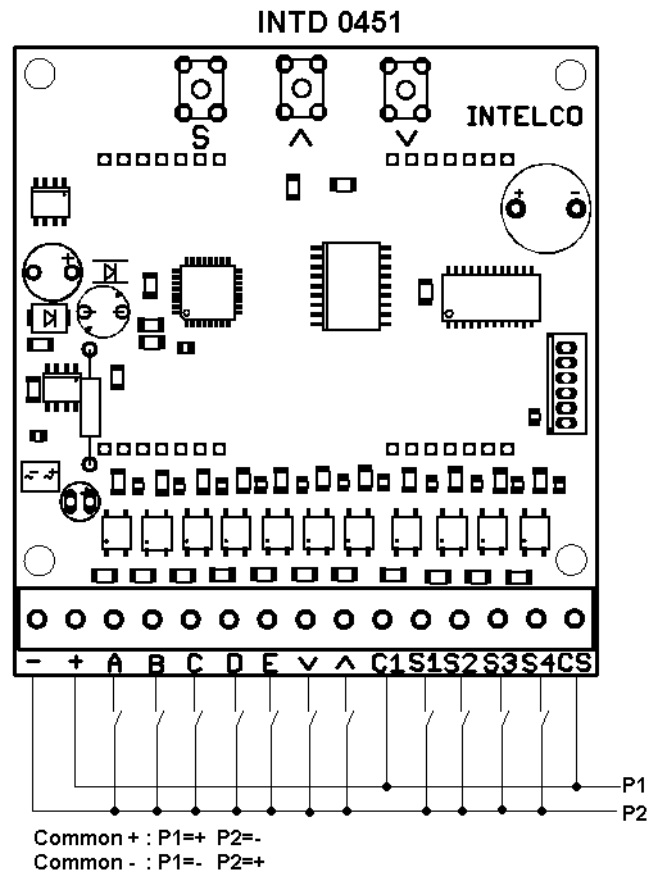 INTD 0451
INTELCO
S ∧ ∨
+ -
+
~ - ~ +
- + A B C D E ∨ ∧ C1 S1 S2 S3 S4 CS
P1
P2
Common + : P1=+ P2=-
Common - : P1=- P2=+